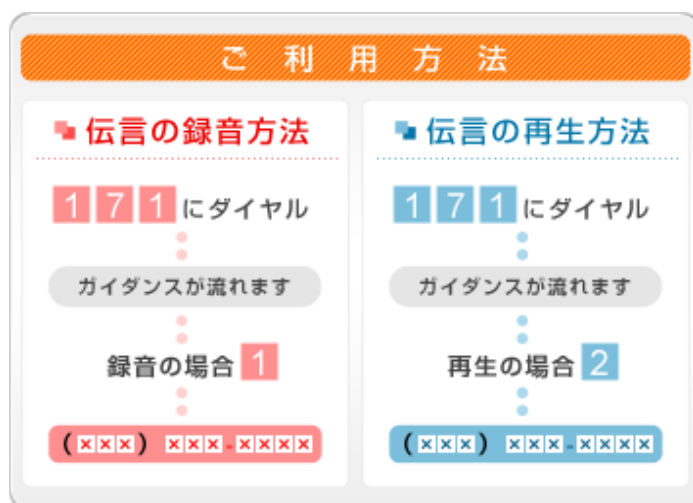 ご利用方法
伝言の録音方法
171にダイヤル
ガイダンスが流れます
録音の場合1
(×××) ×××-××××
伝言の再生方法
171にダイヤル
ガイダンスが流れます
再生の場合2
(×××) ×××-××××